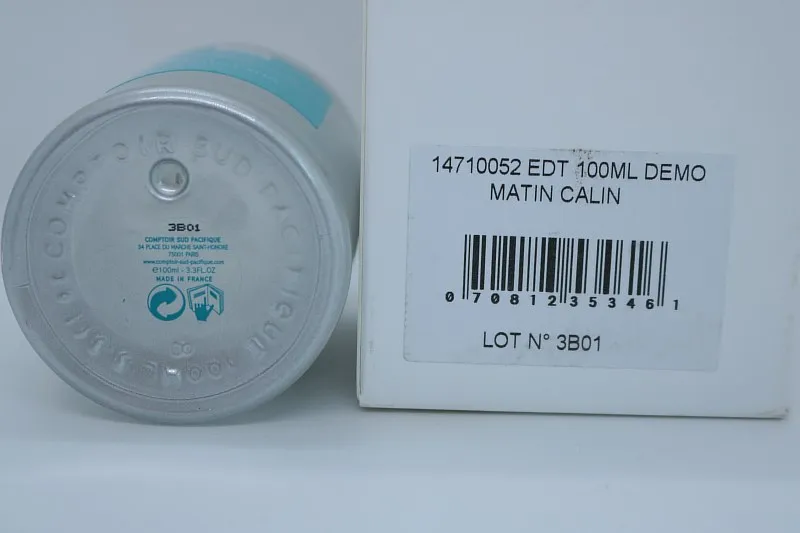 COMPTOIR SUD PACIFIQUE
3B01
COMPTOIR SUD PACIFIQUE
24 PLACE DU MARCHE SAINT-HONORE
75001 PARIS
www.comptoir-sud-pacifique.com
e100ml - 3.3FL.OZ
MADE IN FRANCE
14710052 EDT 100ML DEMO
MATIN CALIN
0 70812 35346 1
LOT N° 3B01